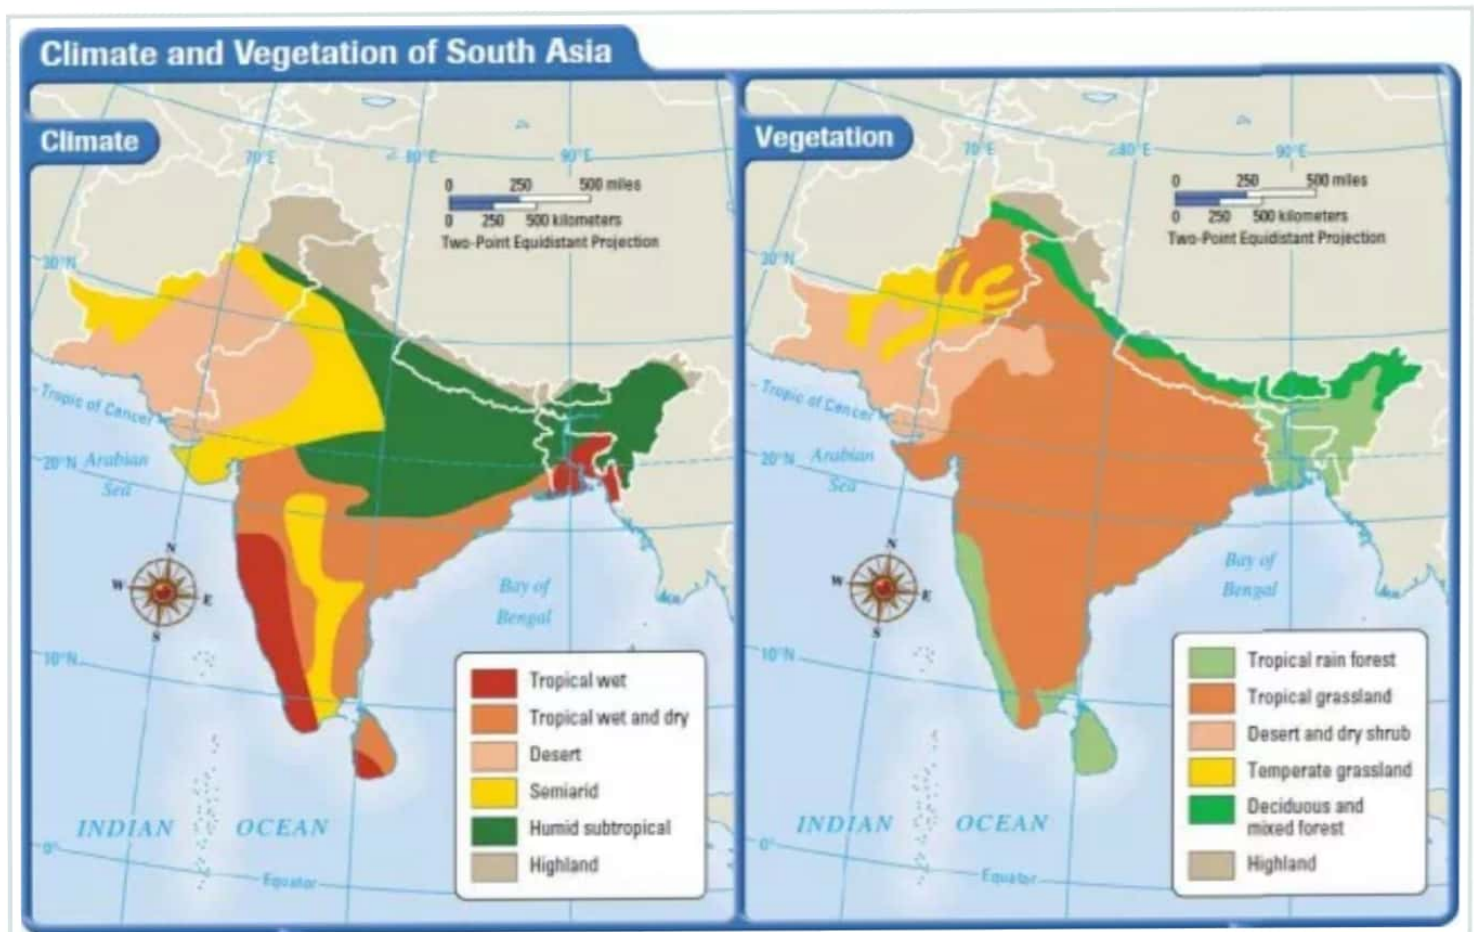 Climate and Vegetation of South Asia
Climate
70°E
80°E
90°E
0 250 500 miles
0 250 500 kilometers
Two-Point Equidistant Projection
30°N
Tropic of Cancer
20°N
Arabian
Sea
N
W
E
S
Bay of
Bengal
10°N
Tropical wet
Tropical wet and dry
Desert
Semiarid
Humid subtropical
Highland
INDIAN OCEAN
0°
Equator
Vegetation
70°E
80°E
90°E
0 250 500 miles
0 250 500 kilometers
Two-Point Equidistant Projection
30°N
Tropic of Cancer
20°N
Arabian
Sea
N
W
E
S
Bay of
Bengal
10°N
Tropical rain forest
Tropical grassland
Desert and dry shrub
Temperate grassland
Deciduous and
mixed forest
Highland
INDIAN OCEAN
0°
Equator